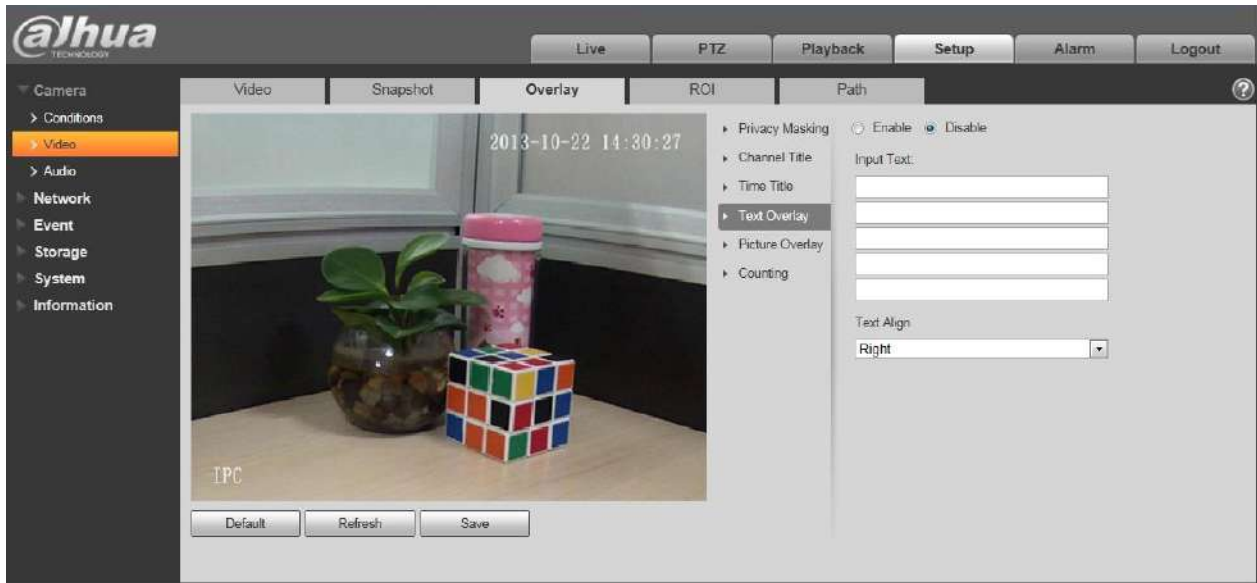 alhua
TECHNOLOGY
Live PTZ Playback Setup Alarm Logout
Camera
> Conditions
> Video
> Audio
Network
Event
Storage
System
Information
Video Snapshot Overlay ROI Path
?
2013-10-22 14:30:27
IPC
Default Refresh Save
Privacy Masking
Channel Title
Time Title
Text Overlay
Picture Overlay
Counting
Enable Disable
Input Text:
Text Align
Right